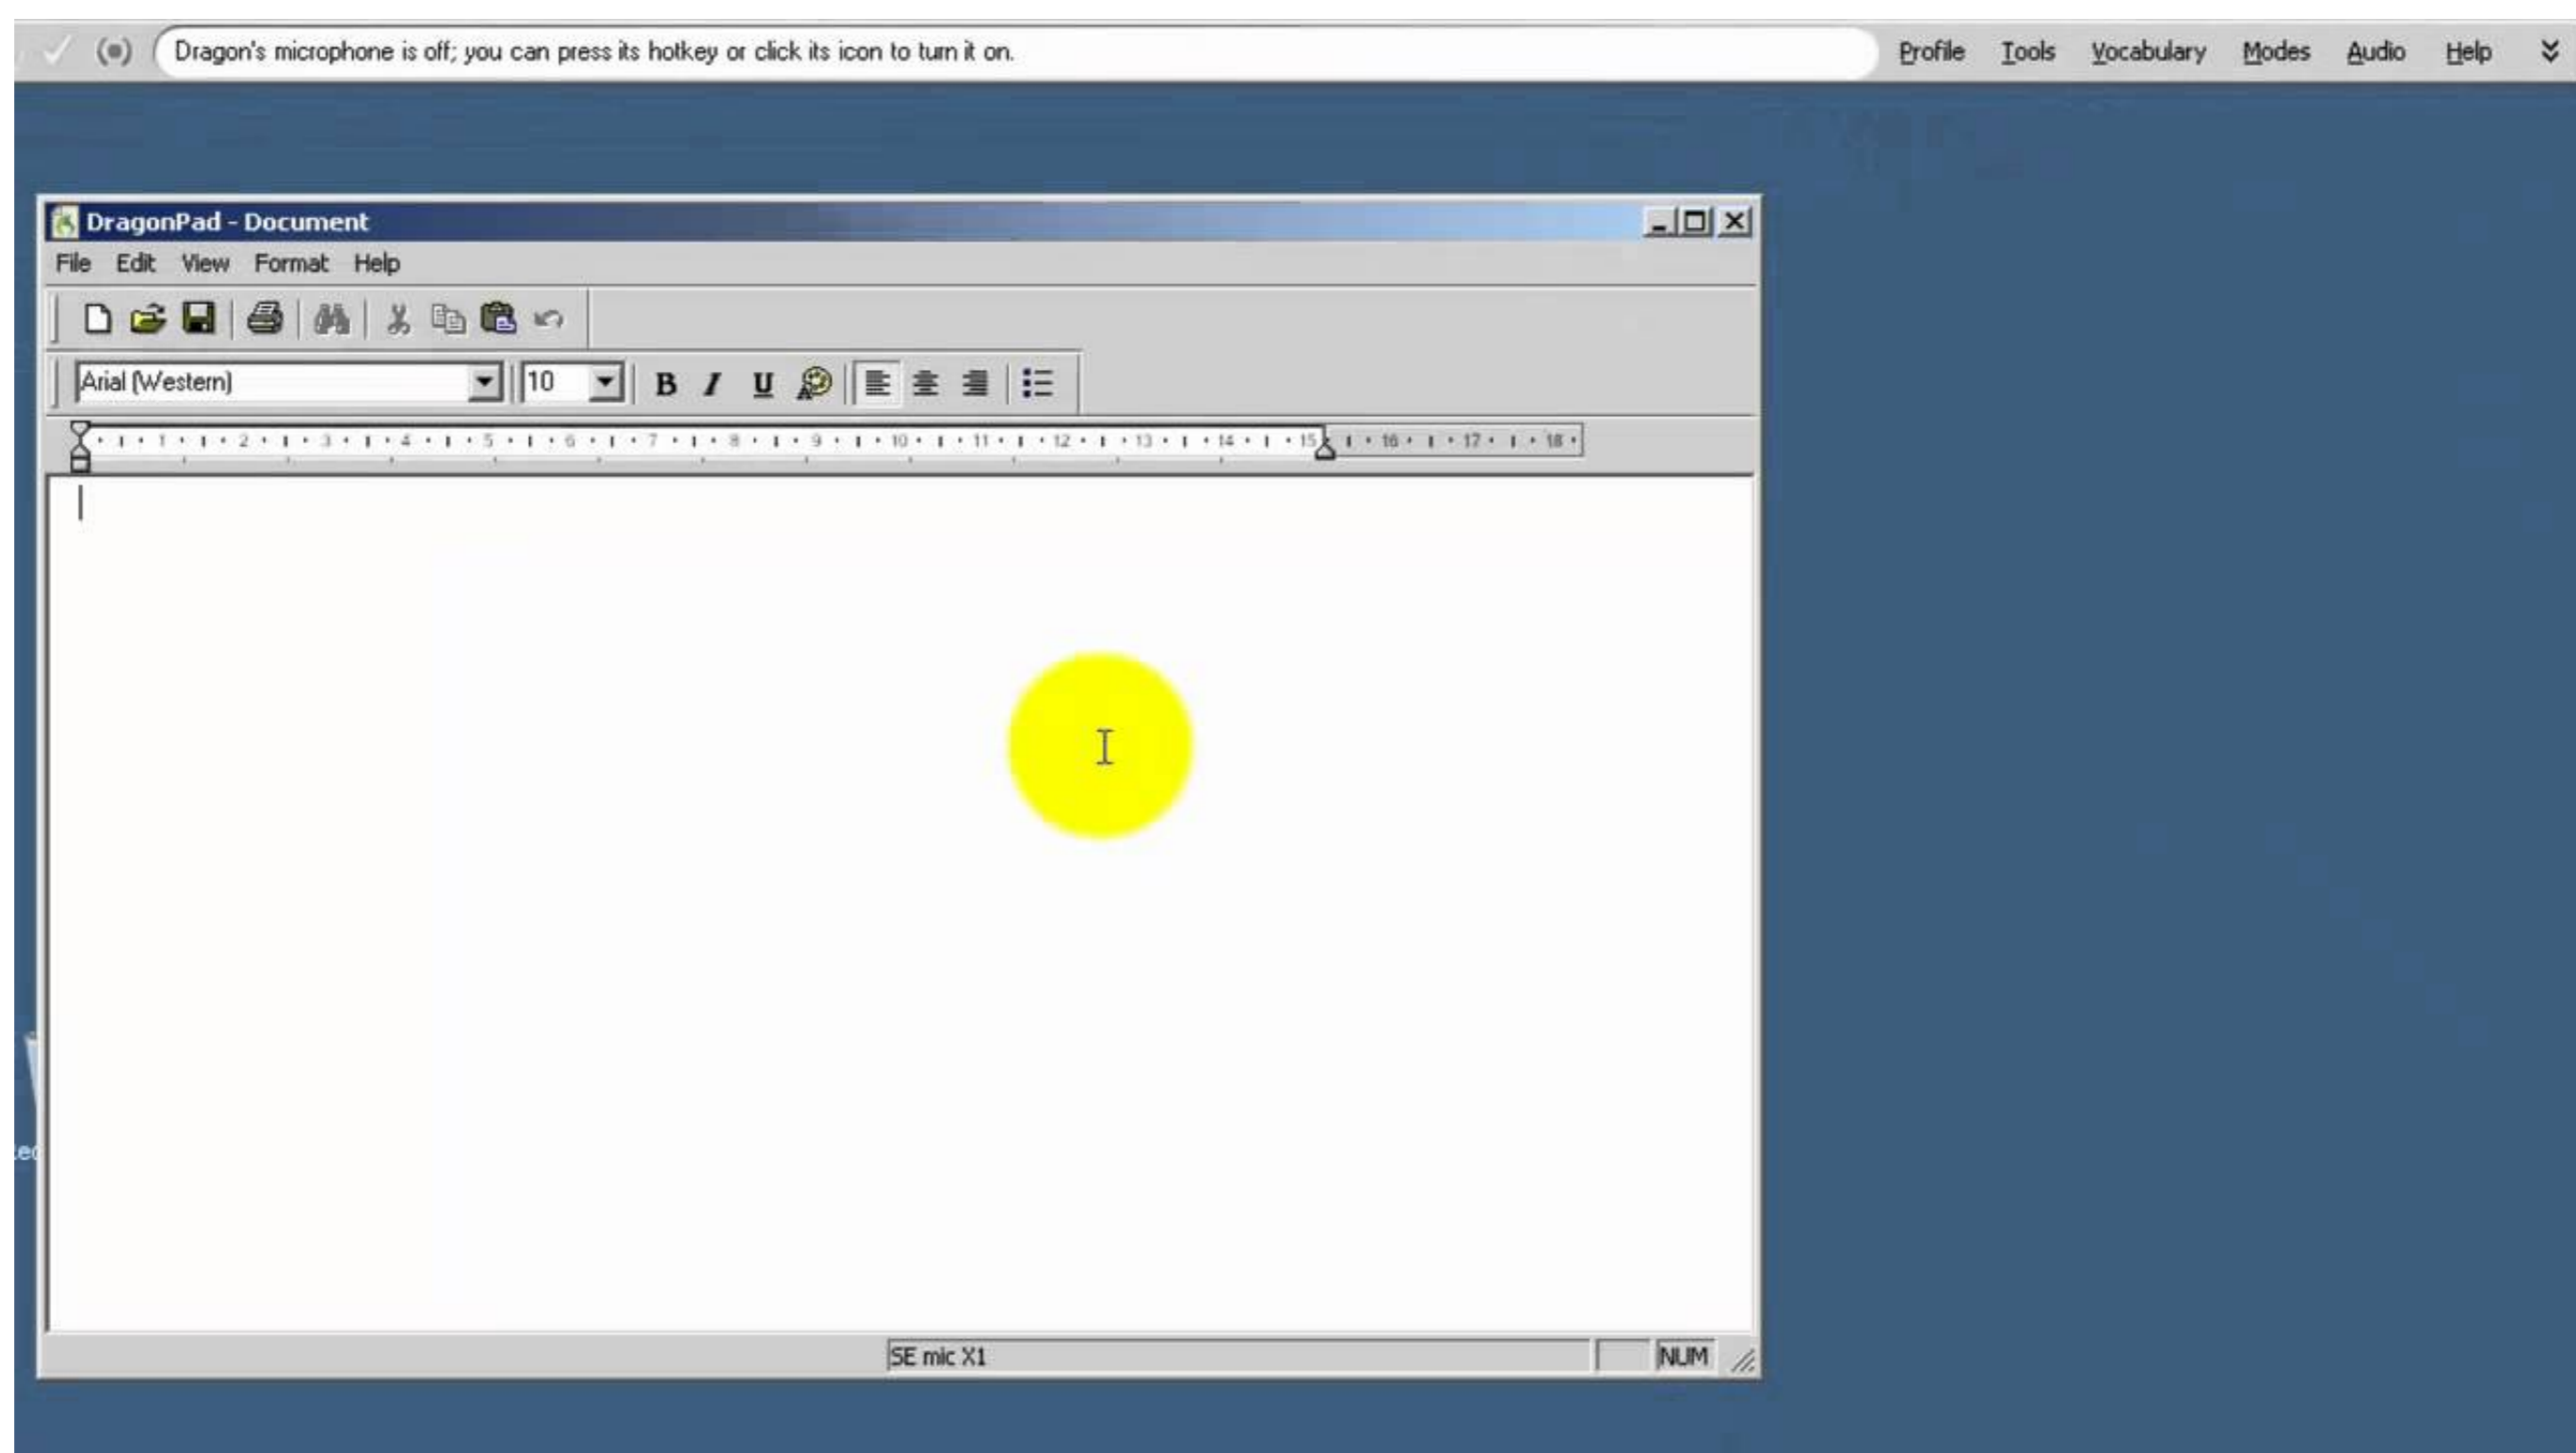 Dragon's microphone is off; you can press its hotkey or click its icon to turn it on. Profile Tools Vocabulary Modes Audio Help
DragonPad - Document
File Edit View Format Help
Arial (Western) 10 B I U
1 2 3 4 5 6 7 8 9 10 11 12 13 14 15 16 17 18
SE mic X1 NUM